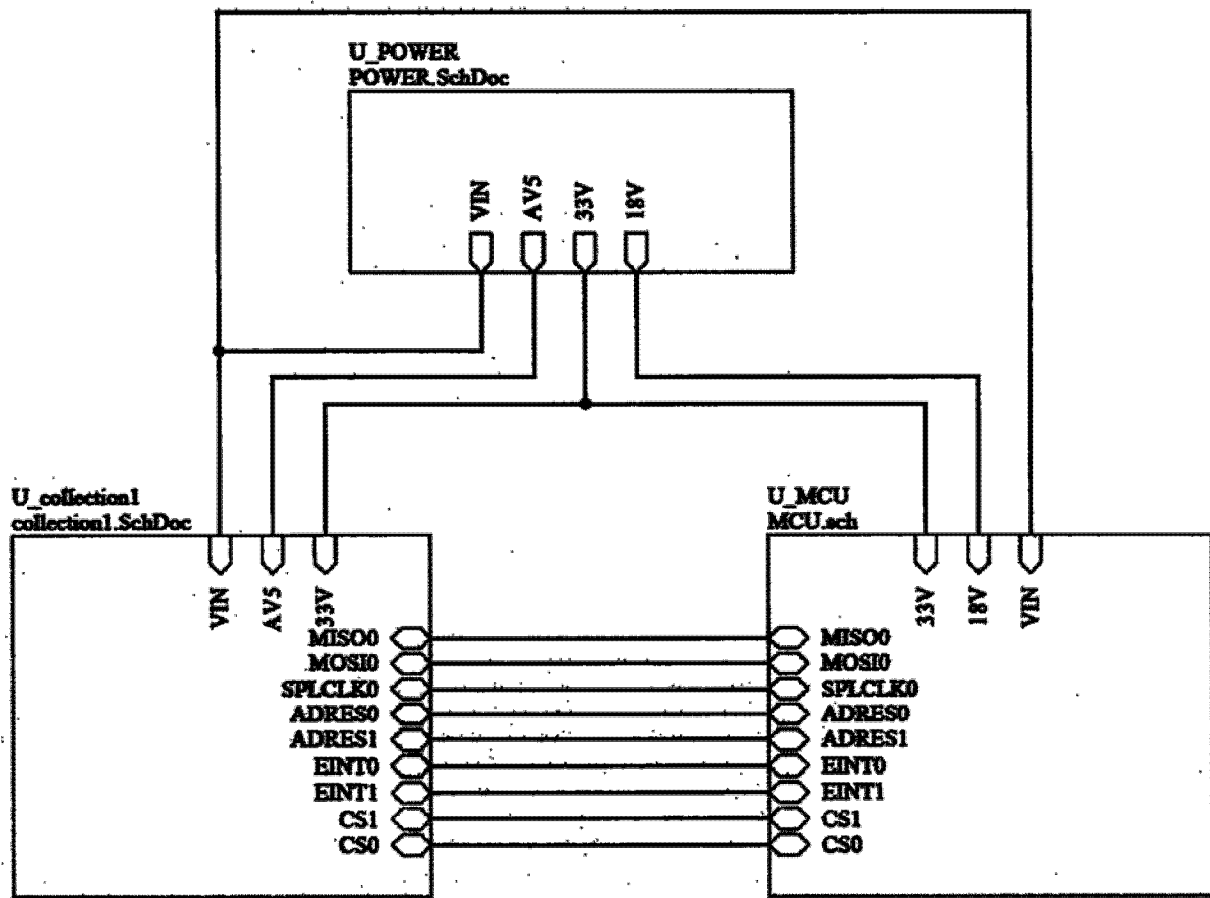 U_POWER
POWER.SchDoc
VIN
AV5
33V
18V
U_collection1
collection1.SchDoc
VIN
AV5
33V
MISO0
MOSI0
SPLCLK0
ADRES0
ADRES1
EINT0
EINT1
CS1
CS0
U_MCU
MCU.sch
33V
18V
VIN
MISO0
MOSI0
SPLCLK0
ADRES0
ADRES1
EINT0
EINT1
CS1
CS0